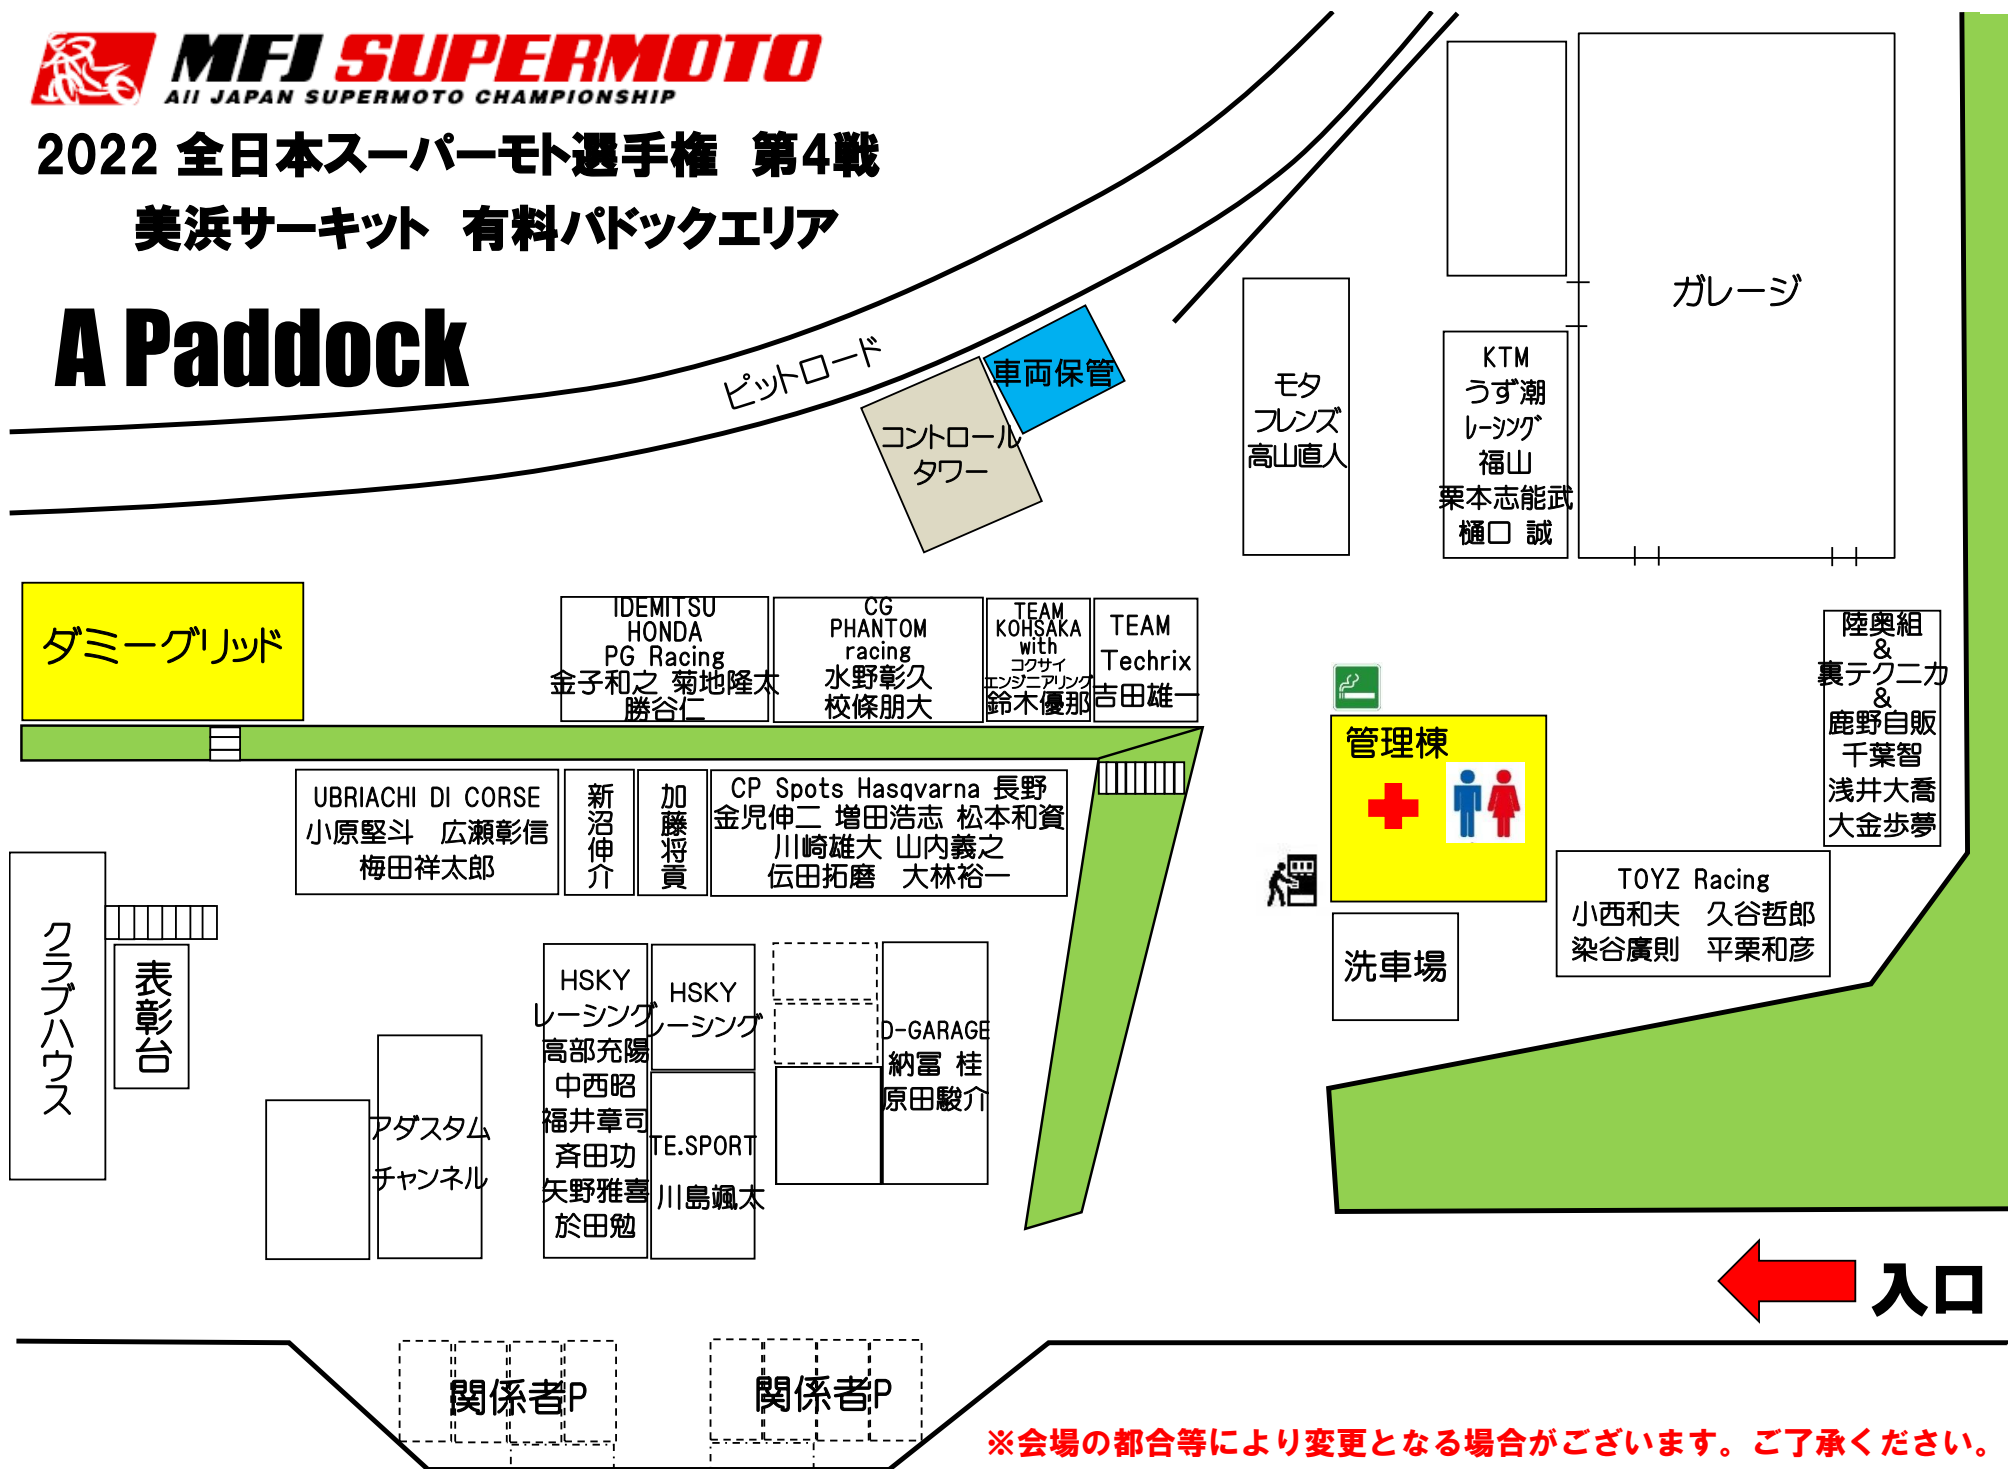 MFJ SUPERMOTO
All JAPAN SUPERMOTO CHAMPIONSHIP
2022 全日本スーパーモト選手権　第4戦
美浜サーキット　有料パドックエリア
A Paddock
ピットロード
車両保管
コントロール
タワー
モタ
フレンズ
高山直人
KTM
うず潮
ﾚｰｼﾝｸﾞ
福山
栗本志能武
樋口 誠
ガレージ
ダミーグリッド
IDEMITSU
HONDA
PG Racing
金子和之 菊地隆太
勝谷仁
CG
PHANTOM
racing
水野彰久
校條朋大
TEAM
KOHSAKA
with
コクサイ
エンジニアリング
鈴木優那
TEAM
Techrix
吉田雄一
陸奥組
&
裏テクニカ
&
鹿野自販
千葉智
浅井大喬
大金歩夢
管理棟
UBRIACHI DI CORSE
小原堅斗　広瀬彰信
梅田祥太郎
新沼伸介
加藤将貢
CP Spots Hasqvarna 長野
金児伸二 増田浩志 松本和資
川崎雄大 山内義之
伝田拓磨　大林裕一
TOYZ Racing
小西和夫　久谷哲郎
染谷廣則　平栗和彦
洗車場
クラブハウス
表彰台
アダスタム
チャンネル
HSKY
レーシング
高部充陽
中西昭
福井章司
斉田功
矢野雅喜
於田勉
HSKY
レーシング
TE.SPORT
川島颯太
D-GARAGE
納冨 桂
原田駿介
入口
関係者P
関係者P
※会場の都合等により変更となる場合がございます。ご了承ください。